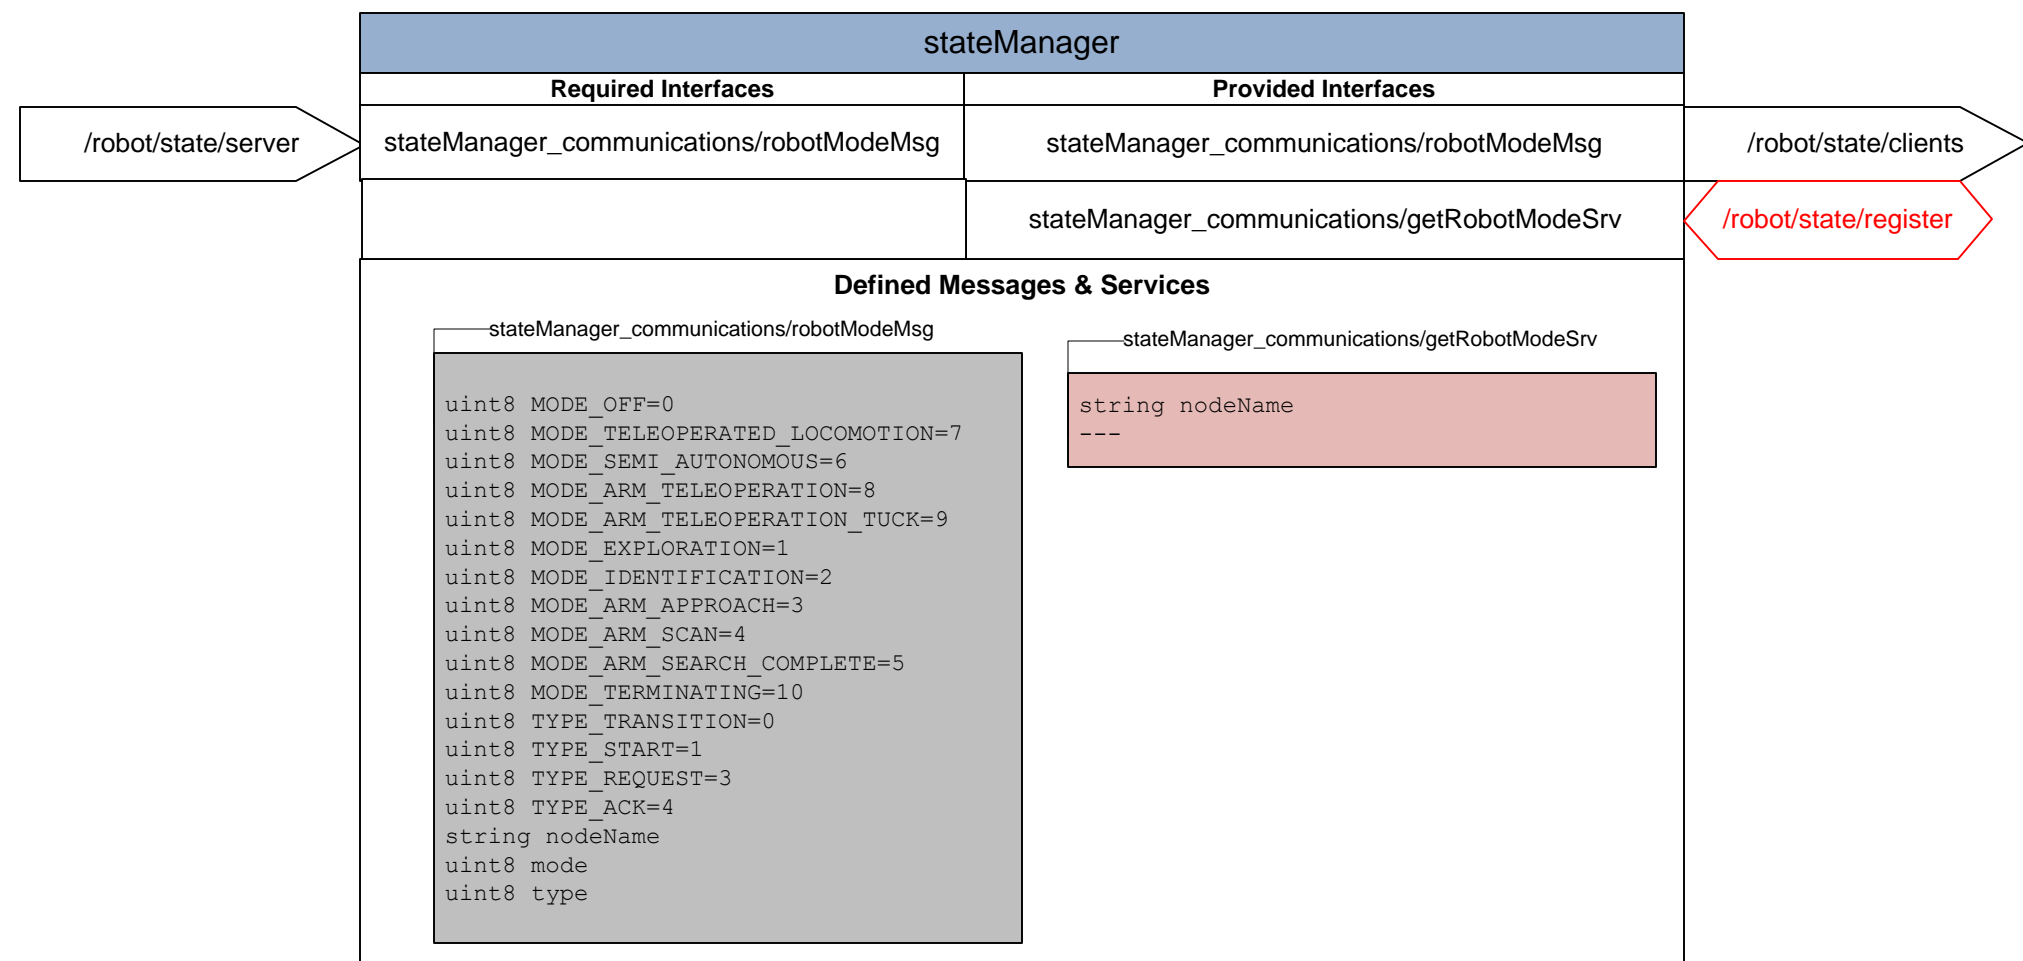 stateManager
Required Interfaces
Provided Interfaces
/robot/state/server
stateManager_communications/robotModeMsg
stateManager_communications/robotModeMsg
/robot/state/clients
stateManager_communications/getRobotModeSrv
/robot/state/register
Defined Messages & Services
stateManager_communications/robotModeMsg
uint8 MODE_OFF=0
uint8 MODE_TELEOPERATED_LOCOMOTION=7
uint8 MODE_SEMI_AUTONOMOUS=6
uint8 MODE_ARM_TELEOPERATION=8
uint8 MODE_ARM_TELEOPERATION_TUCK=9
uint8 MODE_EXPLORATION=1
uint8 MODE_IDENTIFICATION=2
uint8 MODE_ARM_APPROACH=3
uint8 MODE_ARM_SCAN=4
uint8 MODE_ARM_SEARCH_COMPLETE=5
uint8 MODE_TERMINATING=10
uint8 TYPE_TRANSITION=0
uint8 TYPE_START=1
uint8 TYPE_REQUEST=3
uint8 TYPE_ACK=4
string nodeName
uint8 mode
uint8 type
stateManager_communications/getRobotModeSrv
string nodeName
---